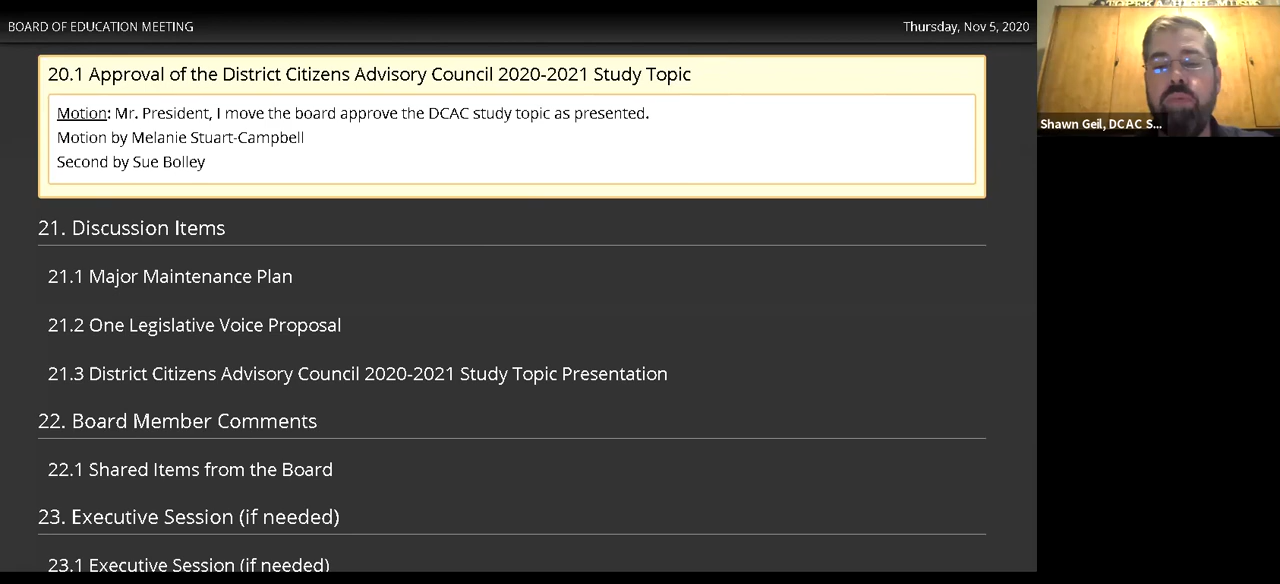 BOARD OF EDUCATION MEETING
Thursday, Nov 5, 2020
20.1 Approval of the District Citizens Advisory Council 2020-2021 Study Topic
Motion: Mr. President, I move the board approve the DCAC study topic as presented.
Motion by Melanie Stuart-Campbell
Second by Sue Bolley
21. Discussion Items
21.1 Major Maintenance Plan
21.2 One Legislative Voice Proposal
21.3 District Citizens Advisory Council 2020-2021 Study Topic Presentation
22. Board Member Comments
22.1 Shared Items from the Board
23. Executive Session (if needed)
23.1 Executive Session (if needed)
TOPEKA HIGH MUSIC
Shawn Geil, DCAC S...